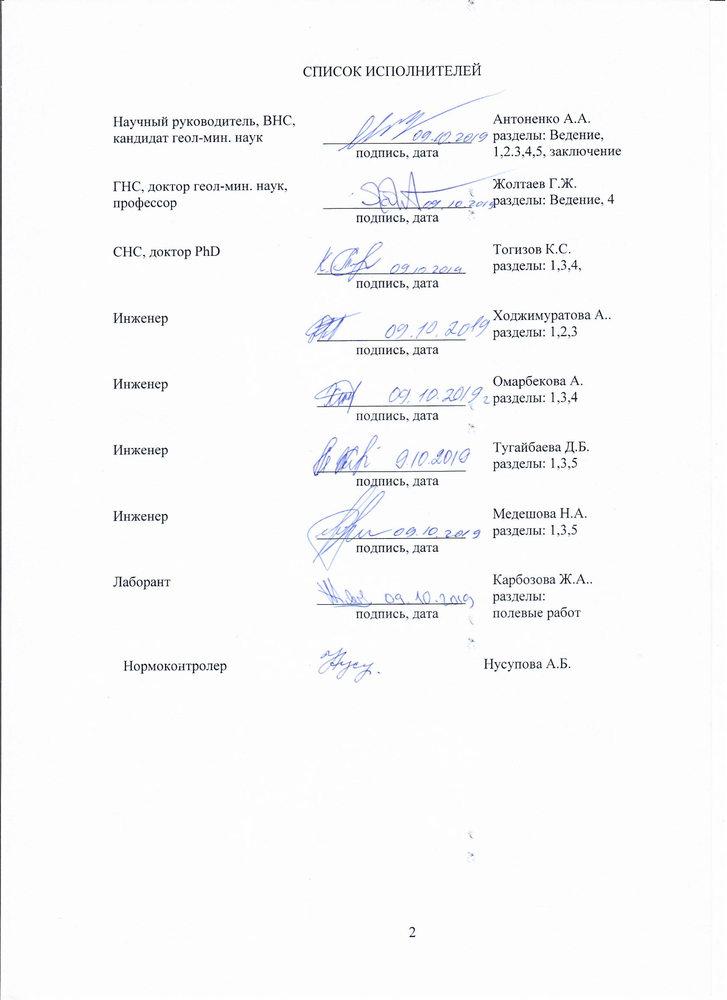 СПИСОК ИСПОЛНИТЕЛЕЙ
Научный руководитель, ВНС,
кандидат геол-мин. наук
09.10.2019
подпись, дата
Антоненко А.А.
разделы: Ведение,
1,2.3,4,5, заключение
ГНС, доктор геол-мин. наук,
профессор
09.10.2019
подпись, дата
Жолтаев Г.Ж.
разделы: Ведение, 4
СНС, доктор PhD
09.10.2019
подпись, дата
Тогизов К.С.
разделы: 1,3,4,
Инженер
09.10.2019
подпись, дата
Ходжимуратова А..
разделы: 1,2,3
Инженер
09.10.2019 г
подпись, дата
Омарбекова А.
разделы: 1,3,4
Инженер
9.10.2019
подпись, дата
Тугайбаева Д.Б.
разделы: 1,3,5
Инженер
09.10.2019
подпись, дата
Медешова Н.А.
разделы: 1,3,5
Лаборант
09.10.2019
подпись, дата
Карбозова Ж.А..
разделы:
полевые работ
Нормоконтролер
Нусупова А.Б.
2